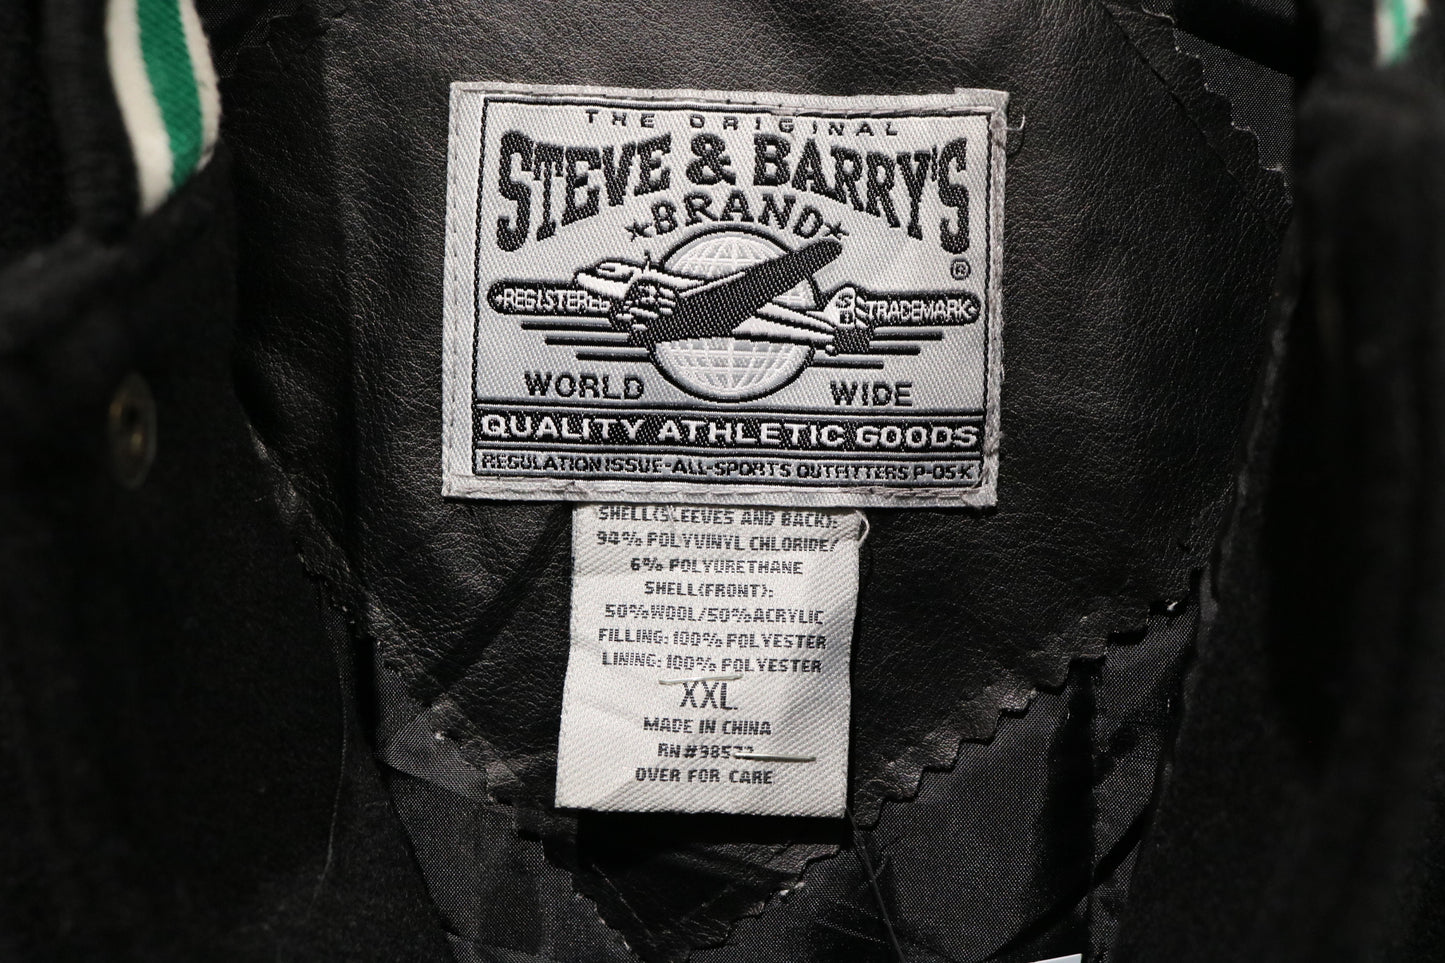 THE ORIGINAL
STEVE & BARRY'S
BRAND
®
REGISTERED TRADEMARK
WORLD WIDE
QUALITY ATHLETIC GOODS
REGULATION ISSUE-ALL-SPORTS OUTFITTERS P-05-K
SHELL(SLEEVES AND BACK):
94% POLYVINYL CHLORIDE/
6% POLYURETHANE
SHELL(FRONT):
50%WOOL/50%ACRYLIC
FILLING: 100% POLYESTER
LINING: 100% POLYESTER
XXL
MADE IN CHINA
RN#
OVER FOR CARE